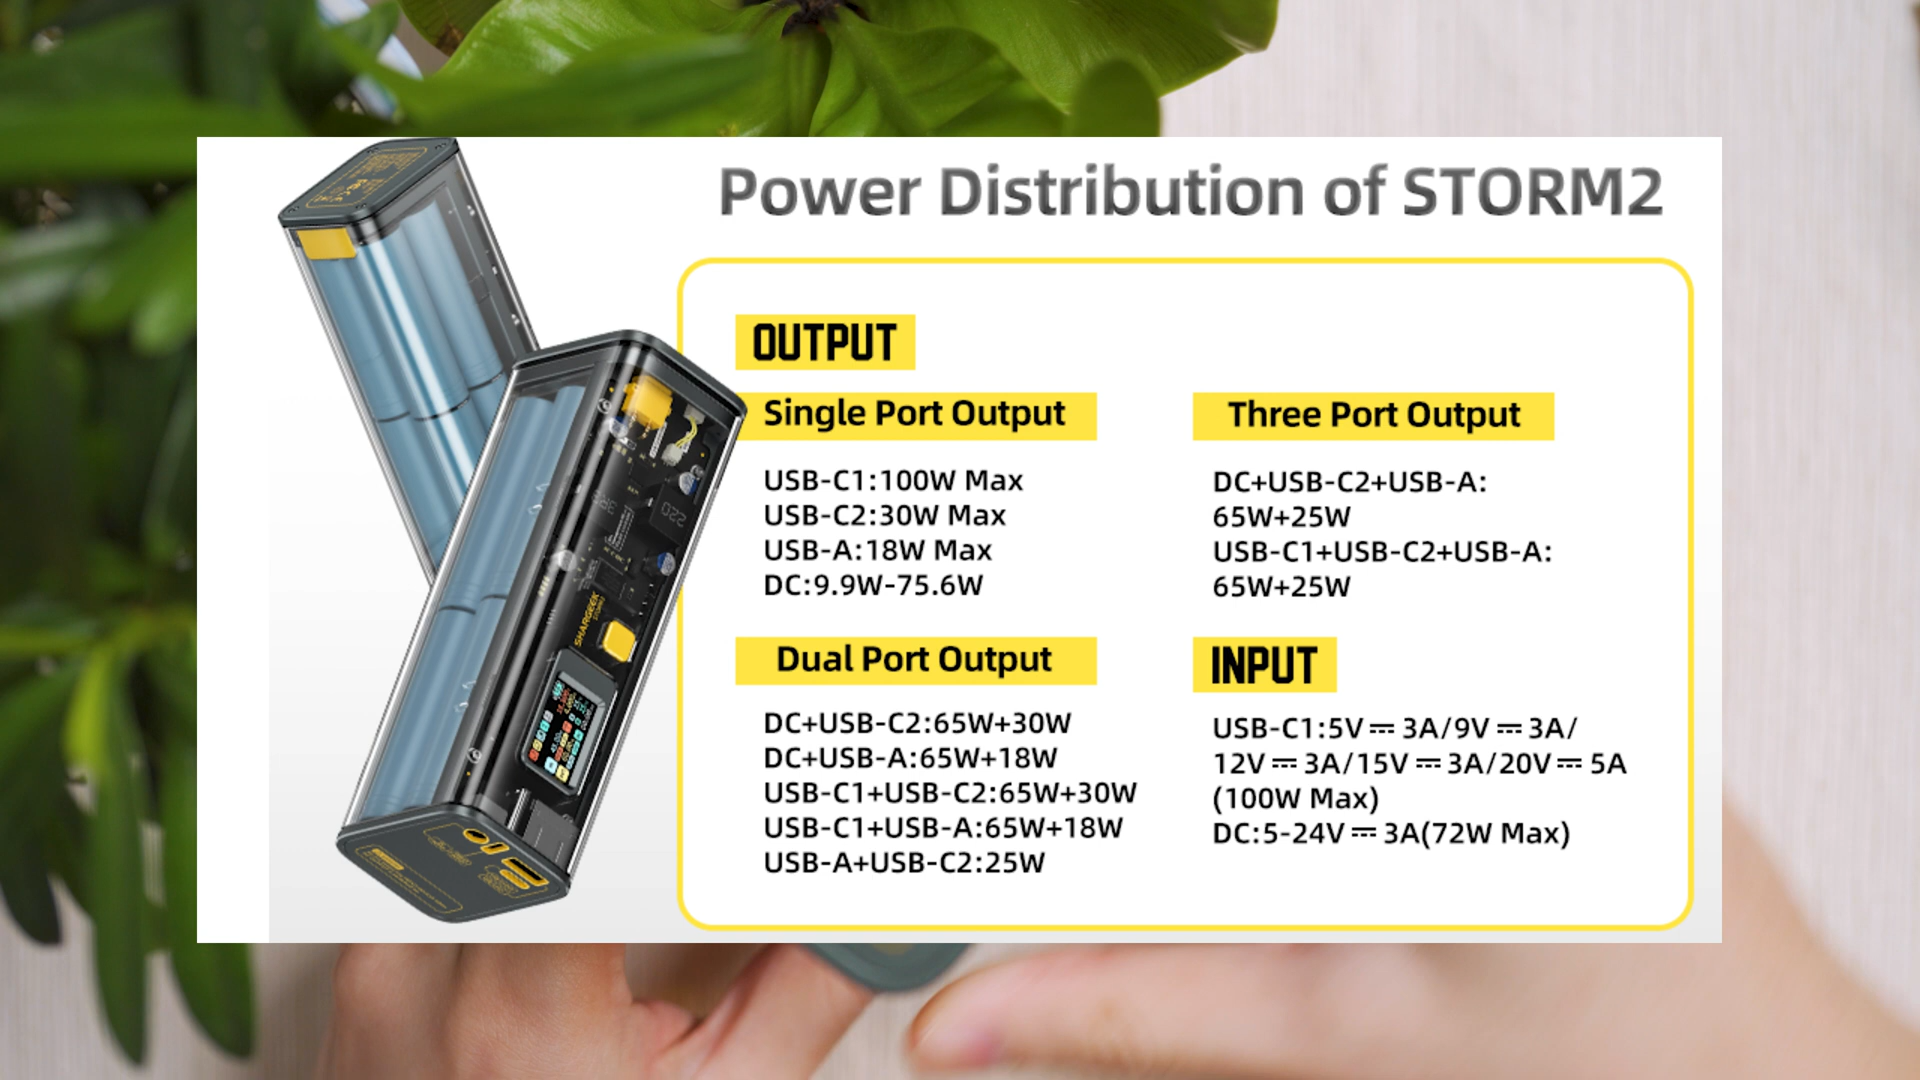 Power Distribution of STORM2
OUTPUT
Single Port Output
USB-C1:100W Max
USB-C2:30W Max
USB-A:18W Max
DC:9.9W-75.6W
Dual Port Output
DC+USB-C2:65W+30W
DC+USB-A:65W+18W
USB-C1+USB-C2:65W+30W
USB-C1+USB-A:65W+18W
USB-A+USB-C2:25W
Three Port Output
DC+USB-C2+USB-A:
65W+25W
USB-C1+USB-C2+USB-A:
65W+25W
INPUT
USB-C1:5V⎓3A/9V⎓3A/
12V⎓3A/15V⎓3A/20V⎓5A
(100W Max)
DC:5-24V⎓3A(72W Max)
SHARGEEK
STORM2
220
3R2